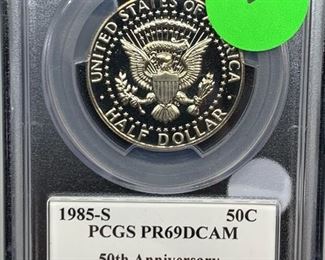 UNITED STATES OF AMERICA
HALF DOLLAR
1985-S 50C
PCGS PR69DCAM
50th Anniversary